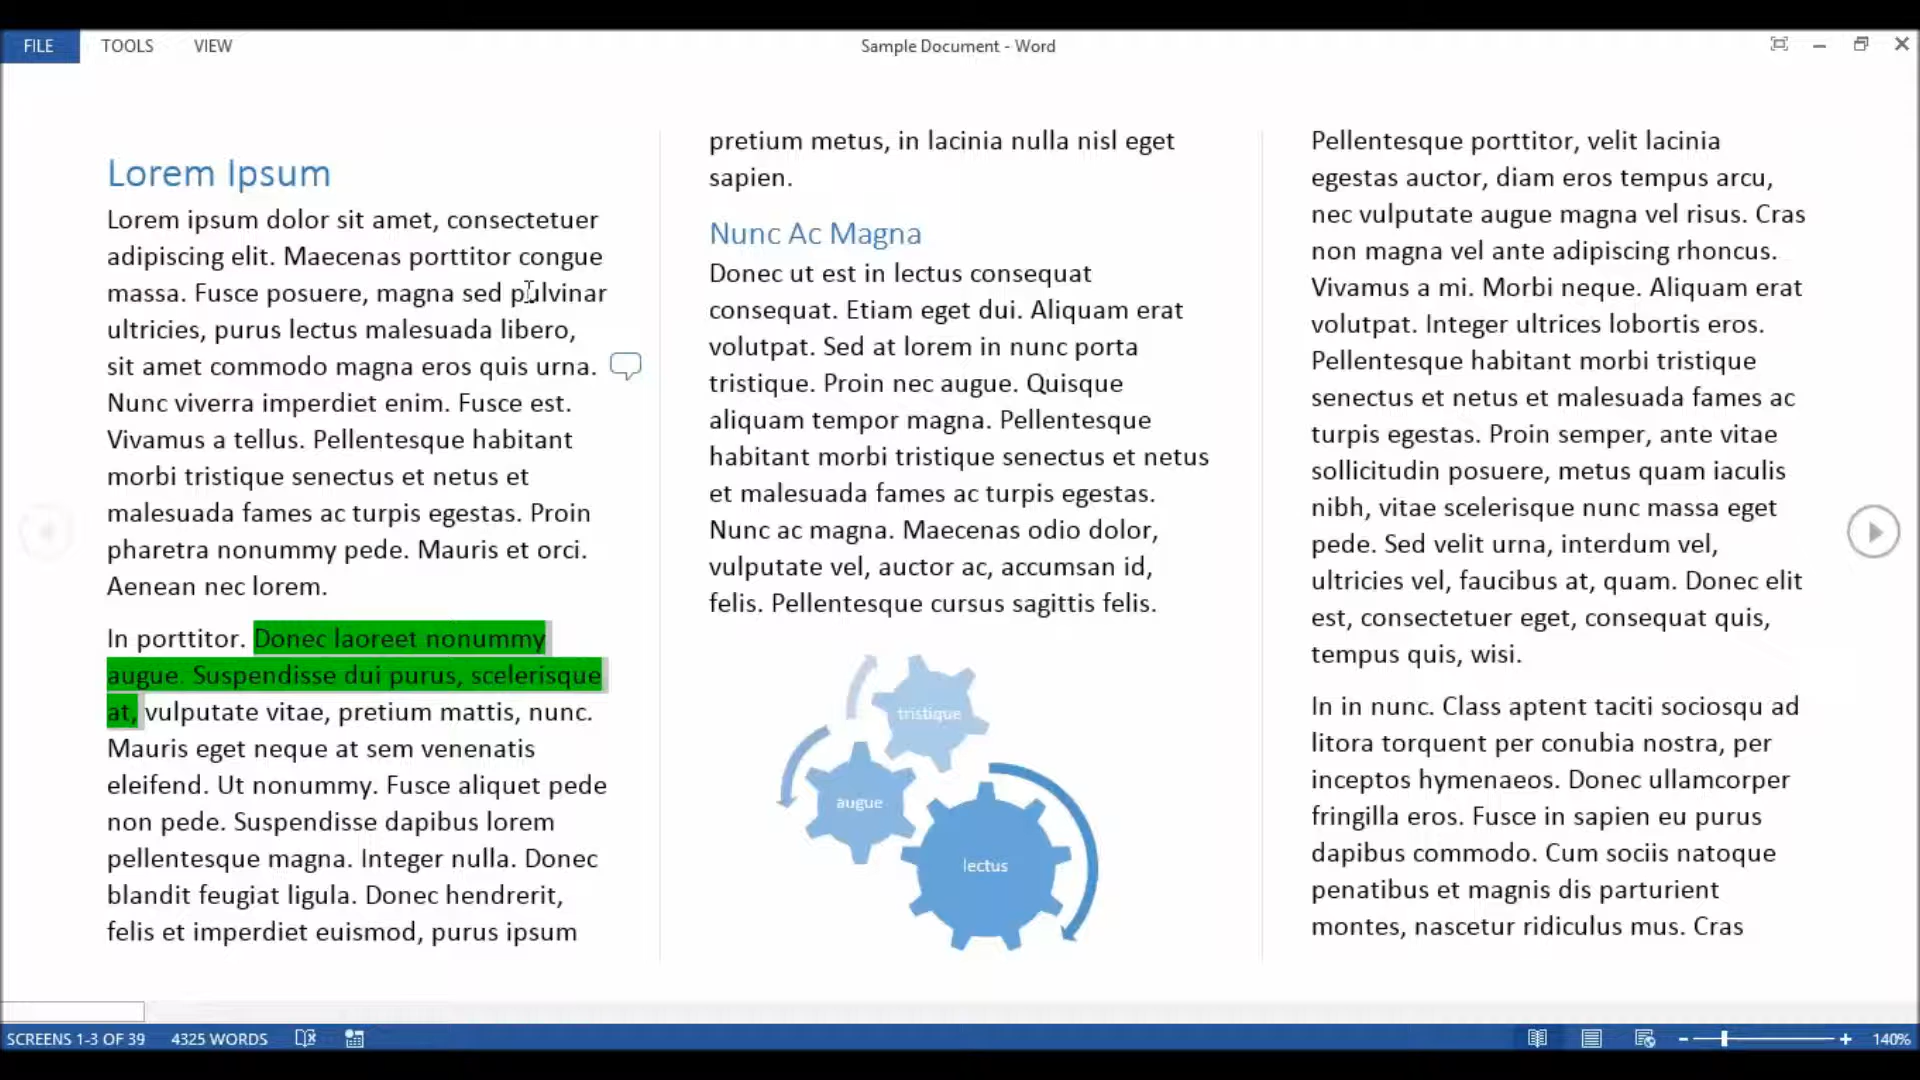 FILE TOOLS VIEW Sample Document - Word
Lorem Ipsum
Lorem ipsum dolor sit amet, consectetuer
adipiscing elit. Maecenas porttitor congue
massa. Fusce posuere, magna sed pulvinar
ultricies, purus lectus malesuada libero,
sit amet commodo magna eros quis urna.
Nunc viverra imperdiet enim. Fusce est.
Vivamus a tellus. Pellentesque habitant
morbi tristique senectus et netus et
malesuada fames ac turpis egestas. Proin
pharetra nonummy pede. Mauris et orci.
Aenean nec lorem.
In porttitor. Donec laoreet nonummy
augue. Suspendisse dui purus, scelerisque
at, vulputate vitae, pretium mattis, nunc.
Mauris eget neque at sem venenatis
eleifend. Ut nonummy. Fusce aliquet pede
non pede. Suspendisse dapibus lorem
pellentesque magna. Integer nulla. Donec
blandit feugiat ligula. Donec hendrerit,
felis et imperdiet euismod, purus ipsum
pretium metus, in lacinia nulla nisl eget
sapien.
Nunc Ac Magna
Donec ut est in lectus consequat
consequat. Etiam eget dui. Aliquam erat
volutpat. Sed at lorem in nunc porta
tristique. Proin nec augue. Quisque
aliquam tempor magna. Pellentesque
habitant morbi tristique senectus et netus
et malesuada fames ac turpis egestas.
Nunc ac magna. Maecenas odio dolor,
vulputate vel, auctor ac, accumsan id,
felis. Pellentesque cursus sagittis felis.
tristique
augue
lectus
Pellentesque porttitor, velit lacinia
egestas auctor, diam eros tempus arcu,
nec vulputate augue magna vel risus. Cras
non magna vel ante adipiscing rhoncus.
Vivamus a mi. Morbi neque. Aliquam erat
volutpat. Integer ultrices lobortis eros.
Pellentesque habitant morbi tristique
senectus et netus et malesuada fames ac
turpis egestas. Proin semper, ante vitae
sollicitudin posuere, metus quam iaculis
nibh, vitae scelerisque nunc massa eget
pede. Sed velit urna, interdum vel,
ultricies vel, faucibus at, quam. Donec elit
est, consectetuer eget, consequat quis,
tempus quis, wisi.
In in nunc. Class aptent taciti sociosqu ad
litora torquent per conubia nostra, per
inceptos hymenaeos. Donec ullamcorper
fringilla eros. Fusce in sapien eu purus
dapibus commodo. Cum sociis natoque
penatibus et magnis dis parturient
montes, nascetur ridiculus mus. Cras
SCREENS 1-3 OF 39 4325 WORDS 140%